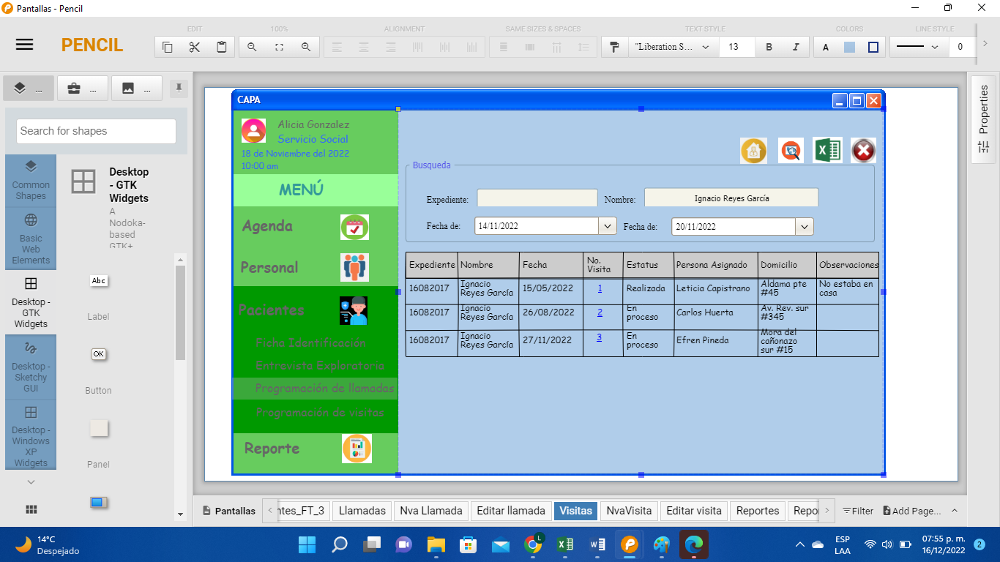 Pantallas - Pencil
PENCIL
EDIT
100%
ALIGNMENT
SAME SIZES & SPACES
TEXT STYLE
COLORS
LINE STYLE
"Liberation S...
13
B
I
A
0
...
...
...
Search for shapes
Common Shapes
Basic Web Elements
Desktop - GTK Widgets
Desktop - Sketchy GUI
Desktop - Windows XP Widgets
Desktop - GTK Widgets
A Nodoka-based GTK+
Abc
Label
OK
Button
Panel
CAPA
Alicia Gonzalez
Servicio Social
18 de Noviembre del 2022
10:00 am
MENÚ
Agenda
Personal
Pacientes
Ficha Identificación
Entrevista Exploratoria
Programación de llamadas
Programación de visitas
Reporte
Busqueda
Expediente:
Nombre:
Ignacio Reyes García
Fecha de:
14/11/2022
Fecha de:
20/11/2022
Expediente Nombre Fecha No. Visita Estatus Persona Asignado Domicilio Observaciones
16082017 Ignacio Reyes García 15/05/2022 1 Realizada Leticia Capistrano Aldama pte #45 No estaba en casa
16082017 Ignacio Reyes García 26/08/2022 2 En proceso Carlos Huerta Av. Rev. sur #345
16082017 Ignacio Reyes García 27/11/2022 3 En proceso Efren Pineda Mora del cañonazo sur #15
Properties
Pantallas
ntes_FT_3
Llamadas
Nva Llamada
Editar llamada
Visitas
NvaVisita
Editar visita
Reportes
Repo
Filter
Add Page...
14°C
Despejado
L
ESP
LAA
07:55 p. m.
16/12/2022
2